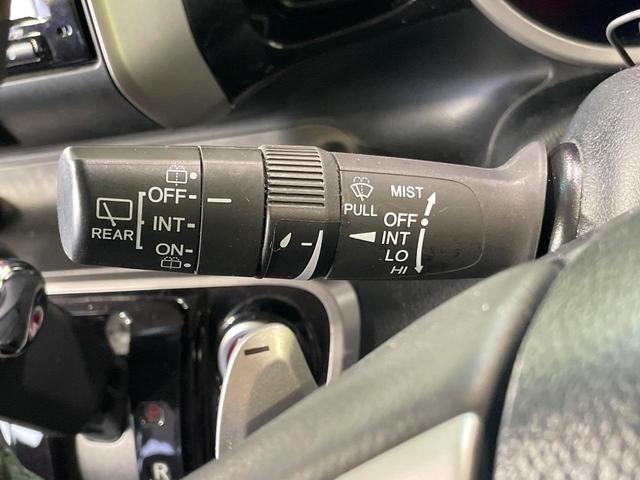 REAR
OFF
INT
ON
PULL
MIST
OFF
INT
LO
HI
R